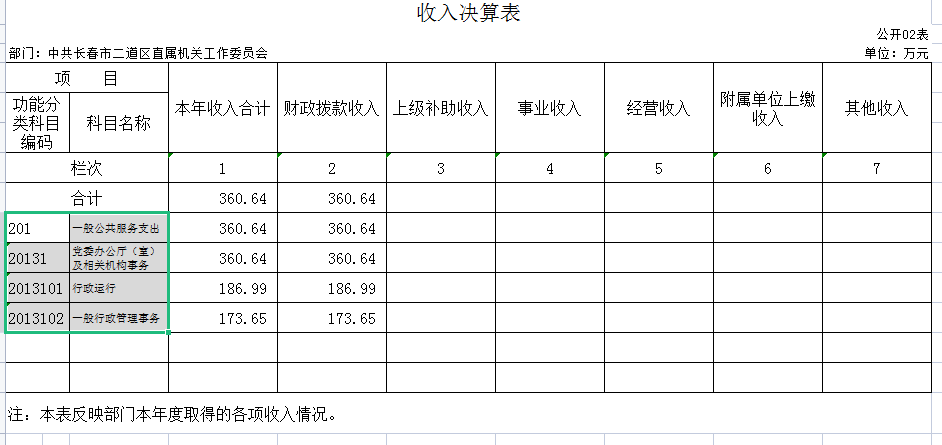 收入决算表
公开02表
部门：中共长春市二道区直属机关工作委员会
单位：万元
项 目
本年收入合计
财政拨款收入
上级补助收入
事业收入
经营收入
附属单位上缴
收入
其他收入
功能分
类科目
编码
科目名称
栏次
1
2
3
4
5
6
7
合计
360.64
360.64
201
一般公共服务支出
360.64
360.64
20131
党委办公厅（室）
及相关机构事务
360.64
360.64
2013101
行政运行
186.99
186.99
2013102
一般行政管理事务
173.65
173.65
注：本表反映部门本年度取得的各项收入情况。